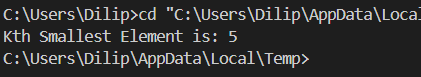 C:\Users\Dilip>cd "C:\Users\Dilip\AppData\Local
Kth Smallest Element is: 5
C:\Users\Dilip\AppData\Local\Temp>